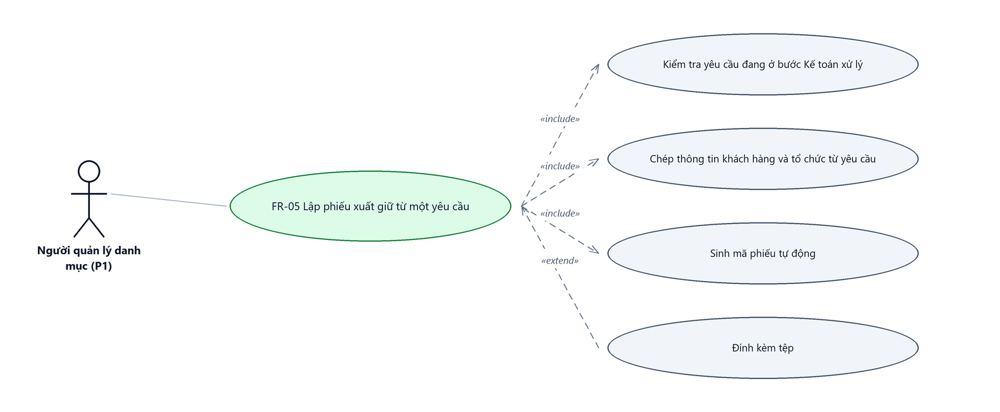 Kiểm tra yêu cầu đang ở bước Kế toán xử lý
«include»
Chép thông tin khách hàng và tổ chức từ yêu cầu
«include»
FR-05 Lập phiếu xuất giữ từ một yêu cầu
«include»
Người quản lý danh
mục (P1)
Sinh mã phiếu tự động
«extend»
Đính kèm tệp